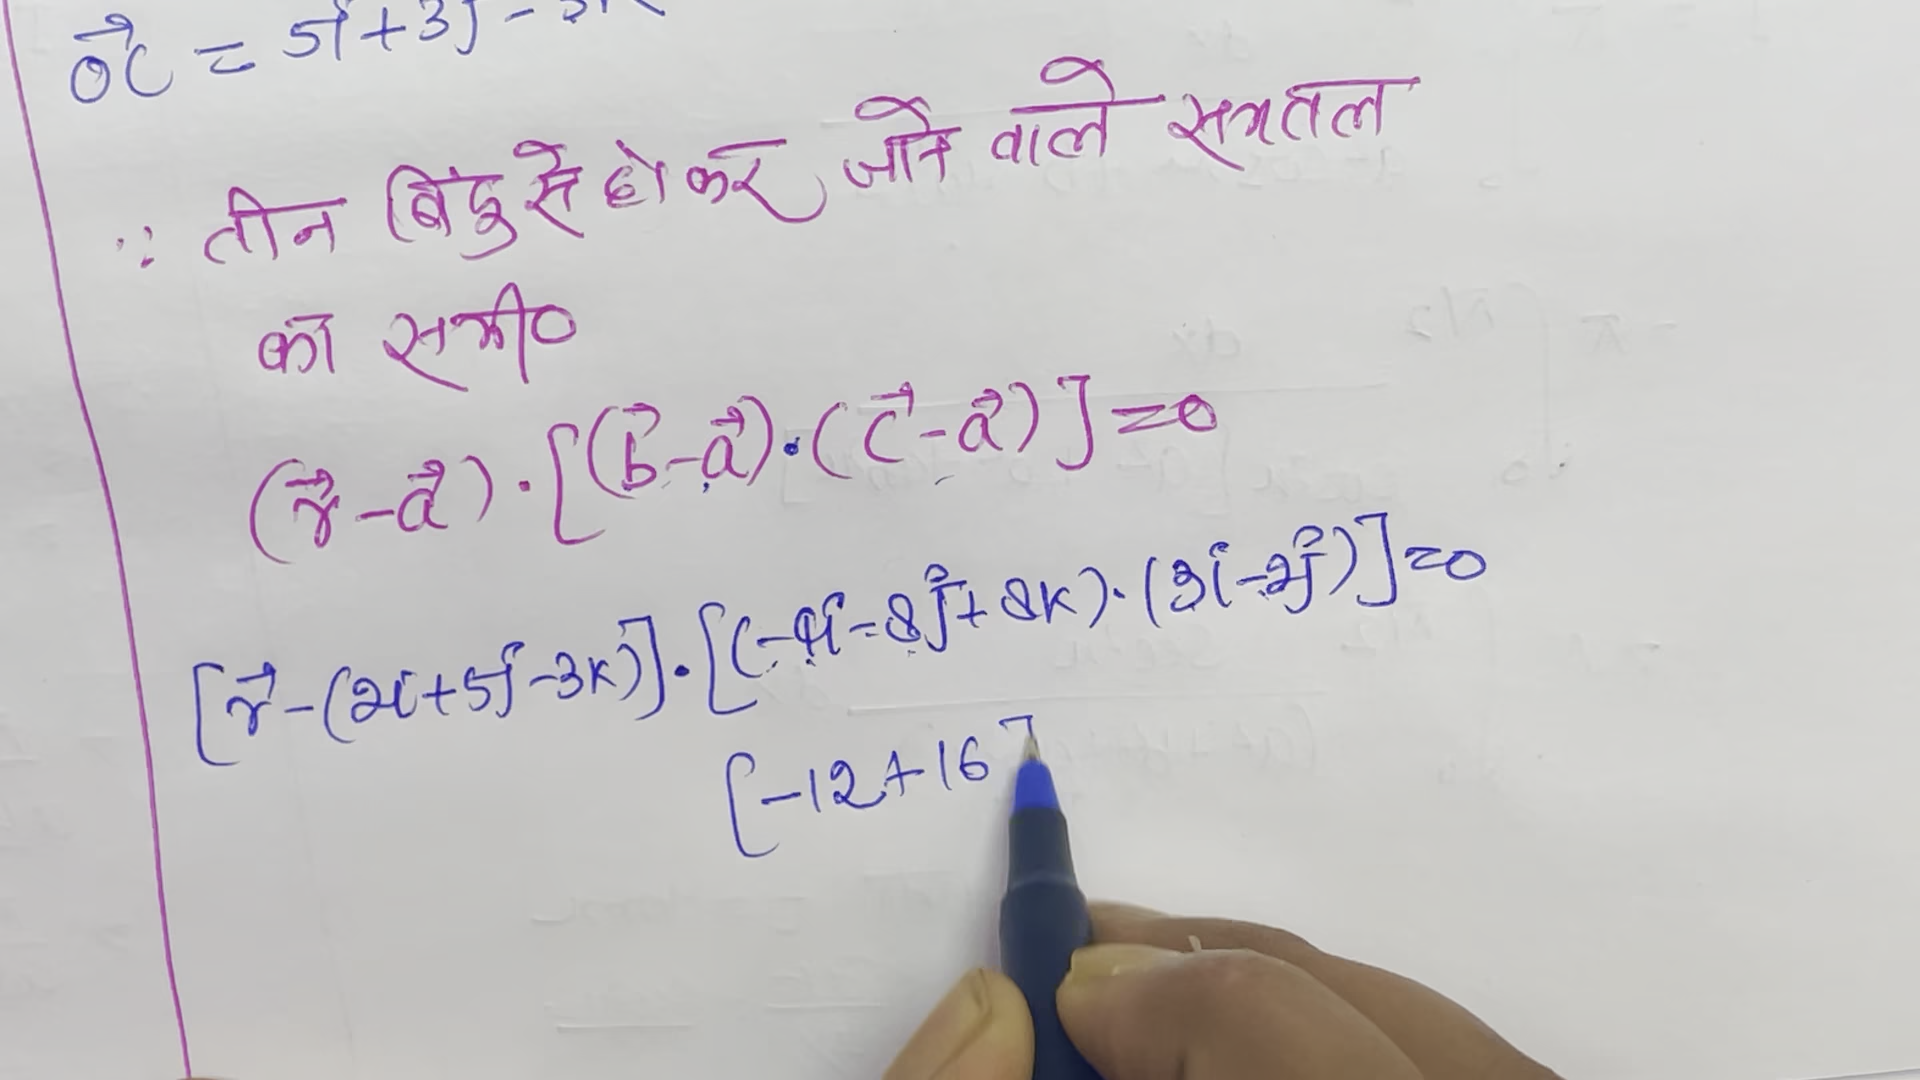 →OC = 5i + 3j - 3k
∵ तीन बिंदु से होकर जाने वाले समतल
का समी०
(r⃗ - a⃗) · [(b⃗ - a⃗) · (c⃗ - a⃗)] = 0
[r⃗ - (2i + 5j - 3k)] · [(-4i - 8j + 8k) · (3i - 2j)] = 0
[-12 + 16]